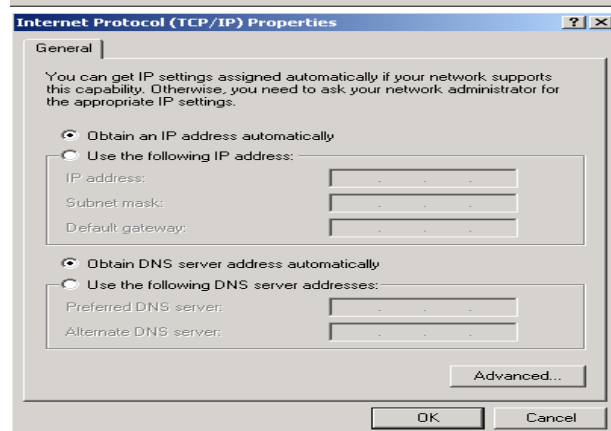 Internet Protocol (TCP/IP) Properties
General
You can get IP settings assigned automatically if your network supports
this capability. Otherwise, you need to ask your network administrator for
the appropriate IP settings.
Obtain an IP address automatically
Use the following IP address:
IP address:
Subnet mask:
Default gateway:
Obtain DNS server address automatically
Use the following DNS server addresses:
Preferred DNS server:
Alternate DNS server:
Advanced...
OK Cancel